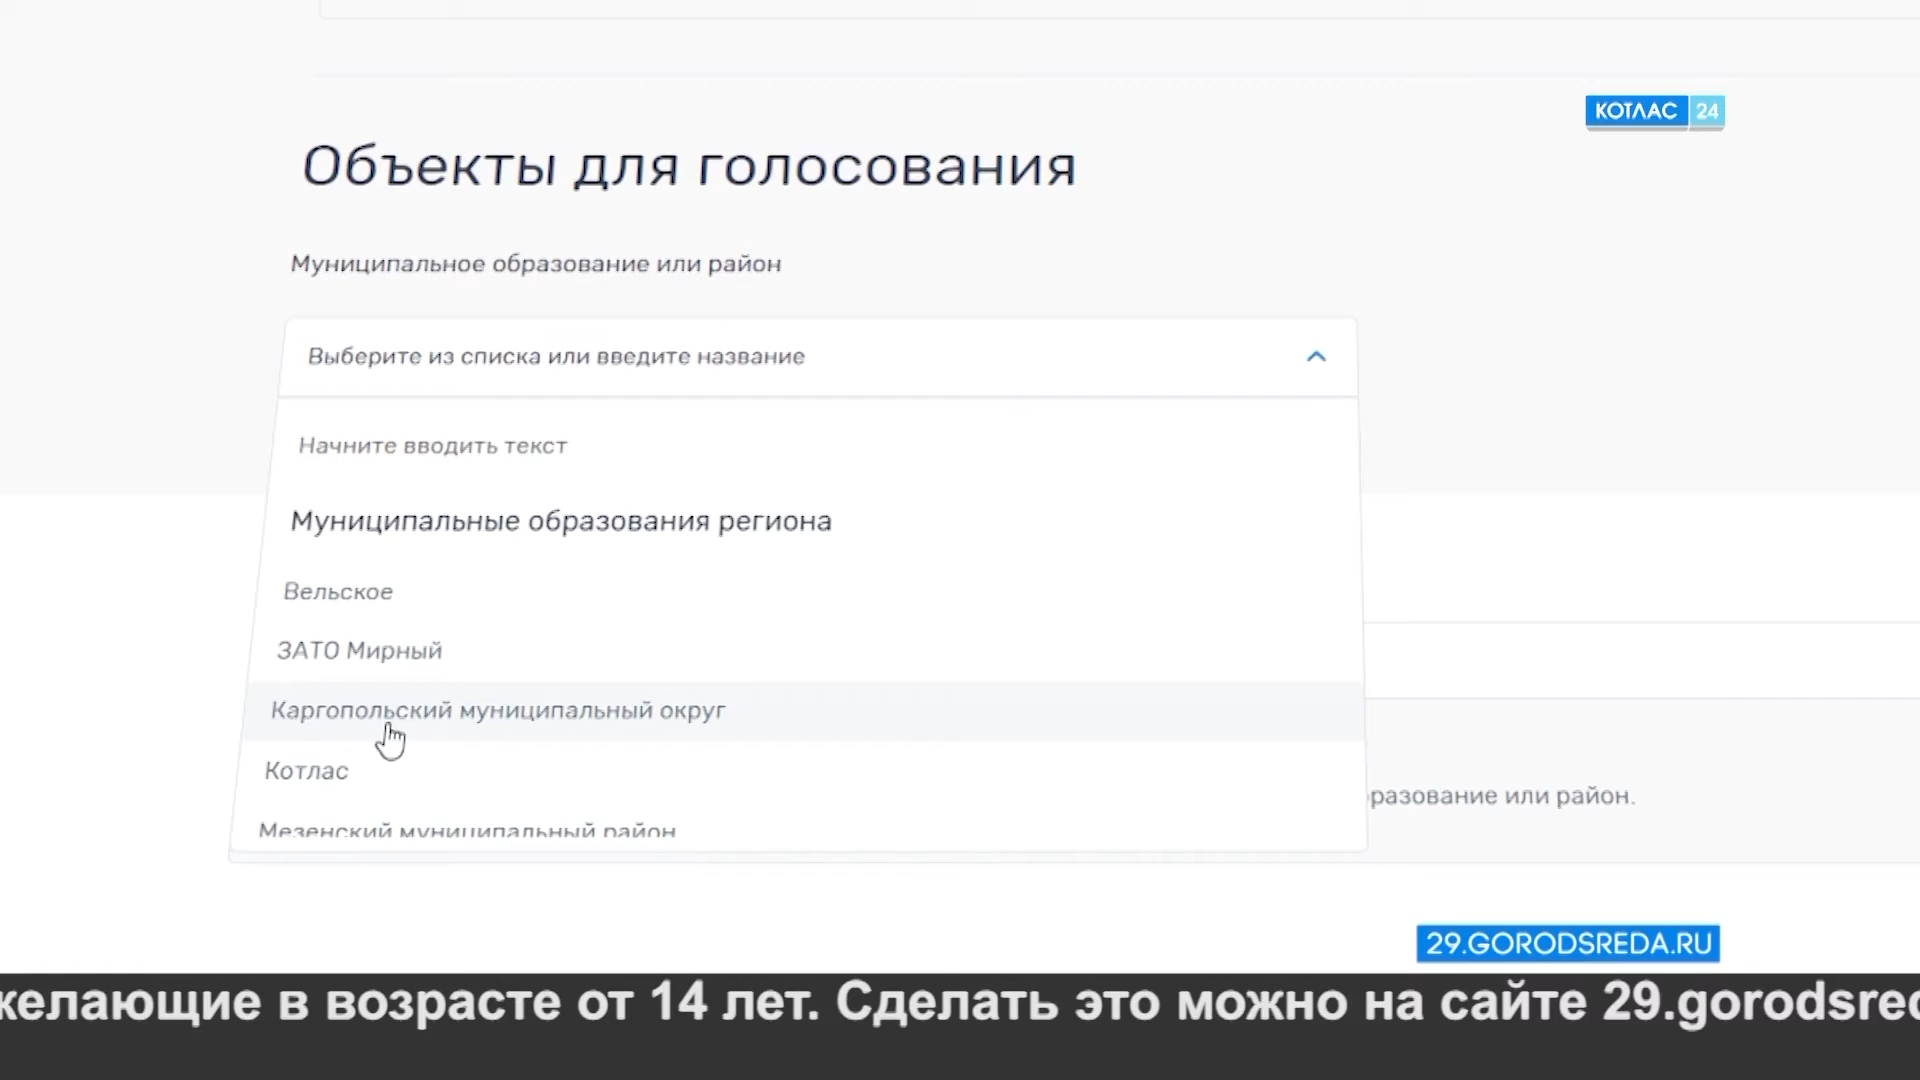 КОТЛАС 24
Объекты для голосования
Муниципальное образование или район
Выберите из списка или введите название
Начните вводить текст
Муниципальные образования региона
Вельское
ЗАТО Мирный
Каргопольский муниципальный округ
Котлас
разование или район.
Мезенский муниципальный район
29.GORODSREDA.RU
желающие в возрасте от 14 лет. Сделать это можно на сайте 29.gorodsred